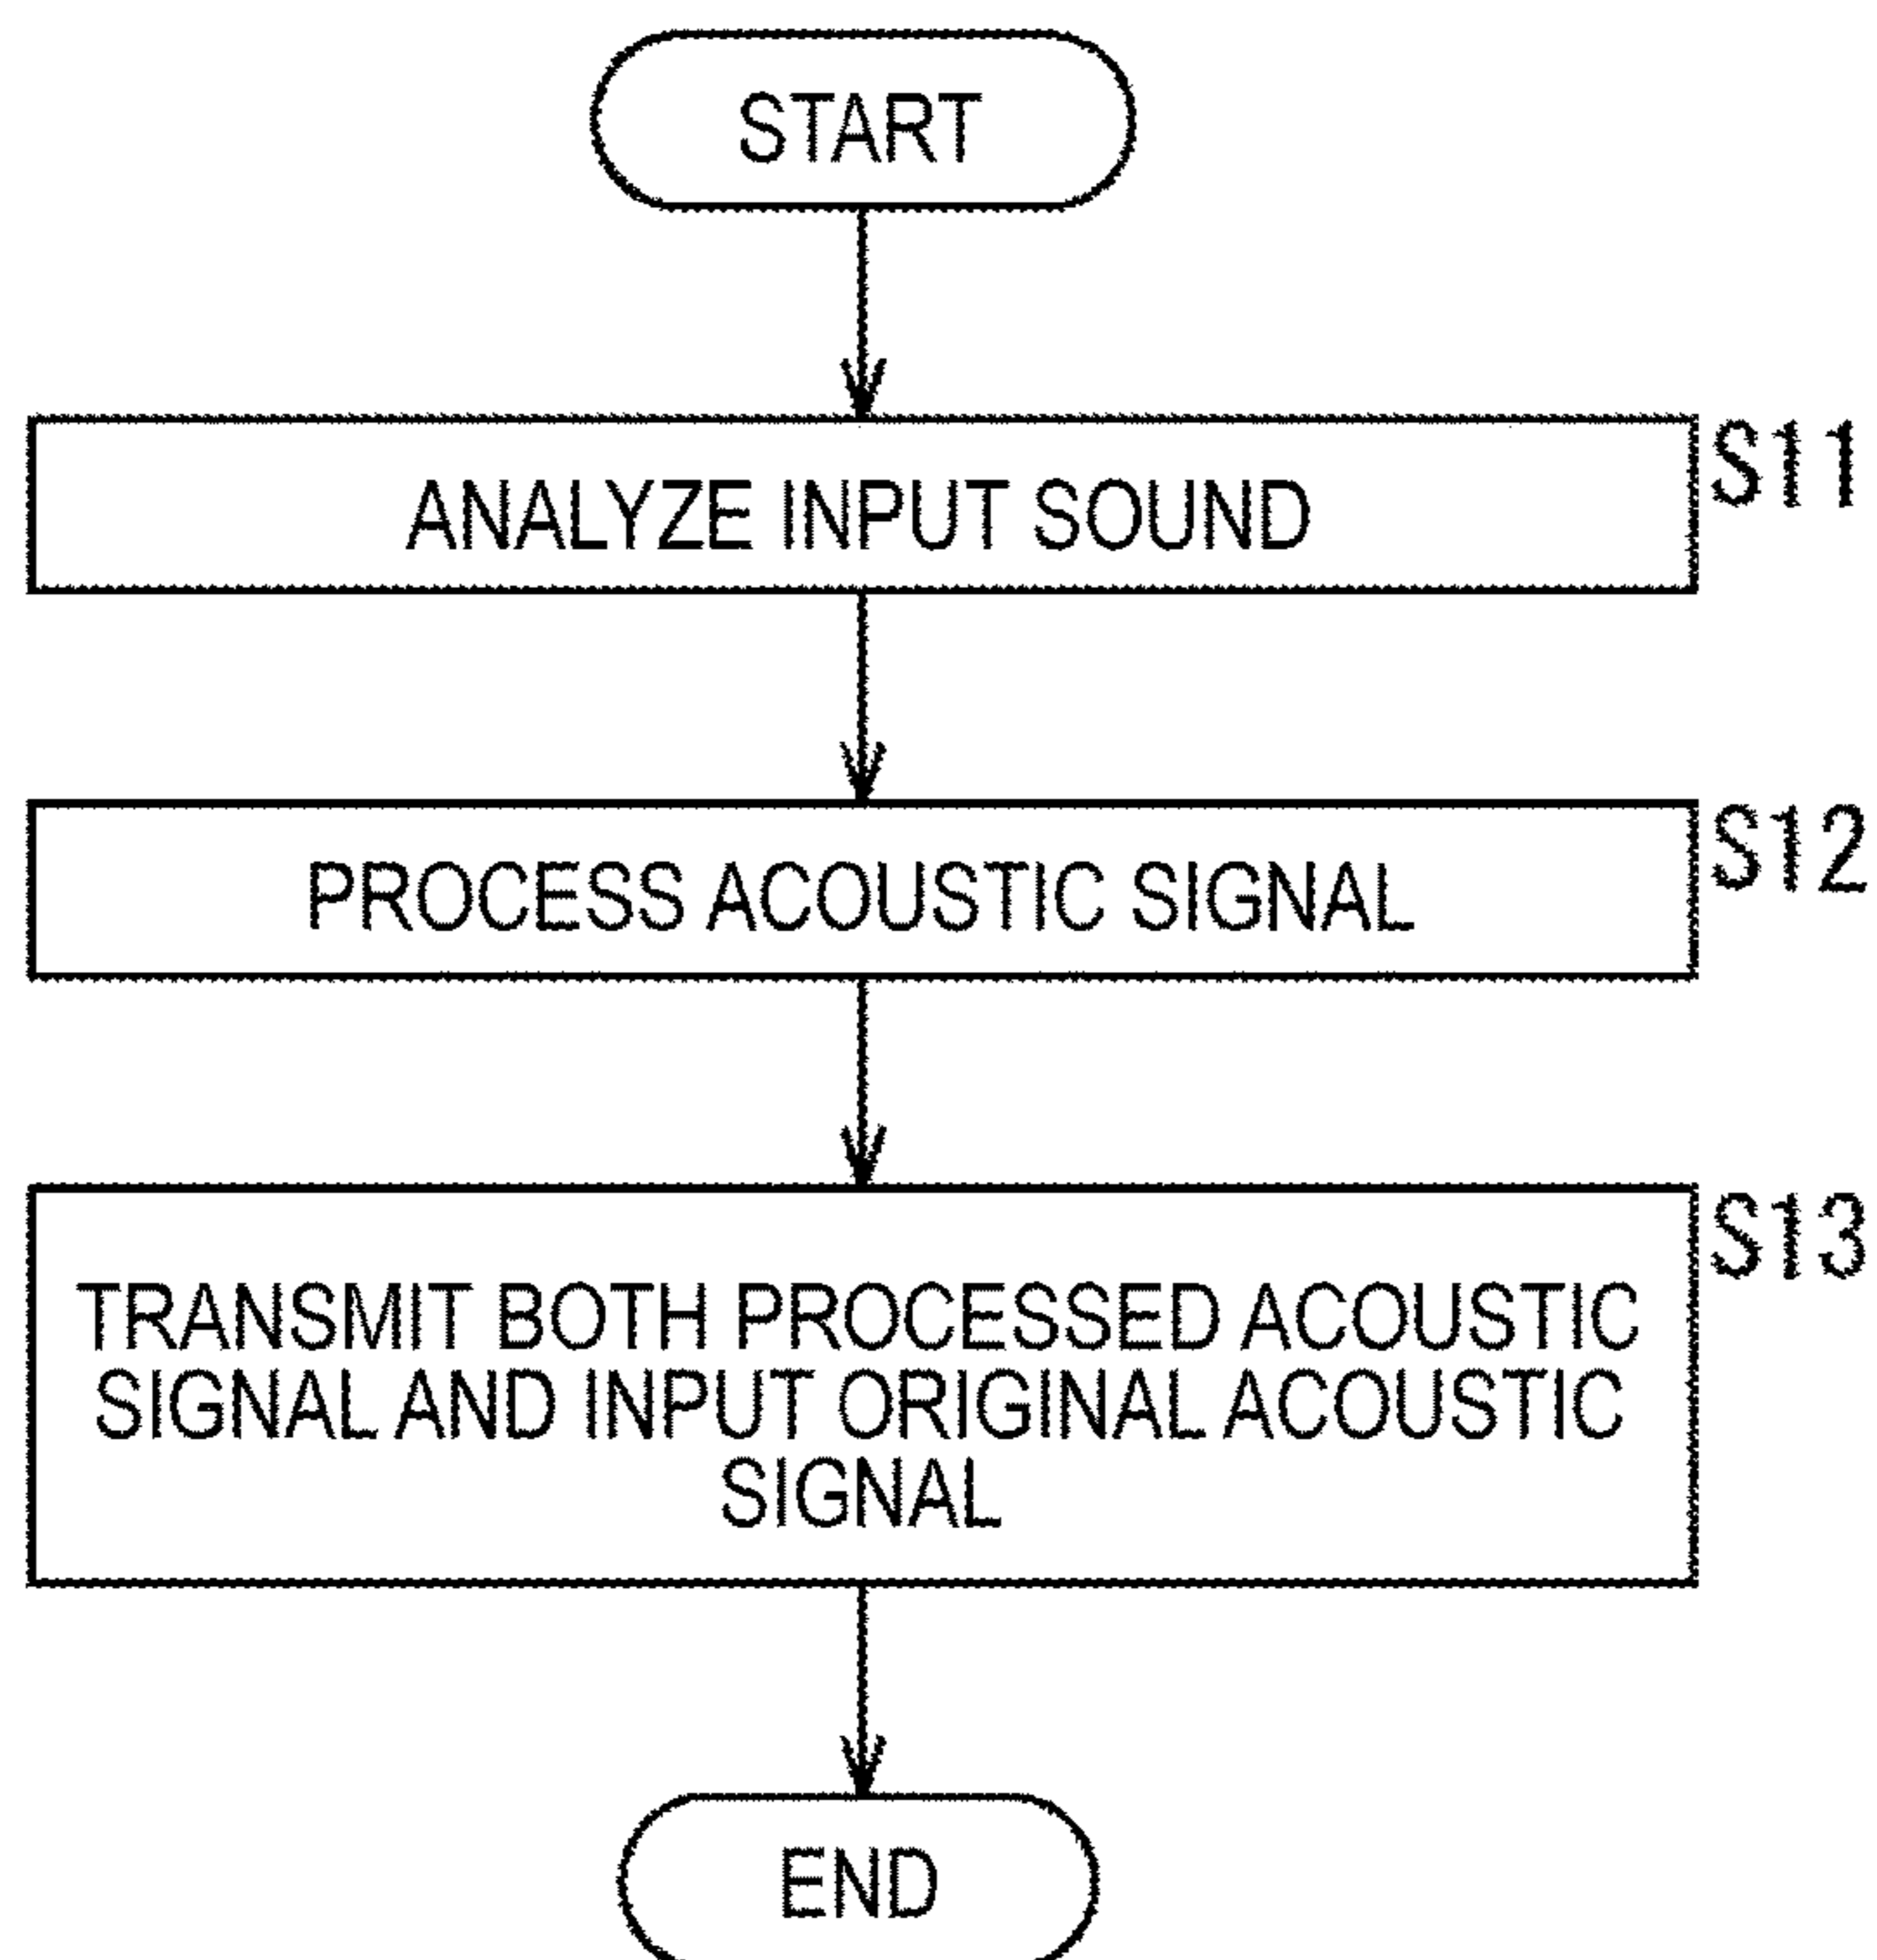 START
ANALYZE INPUT SOUND
S11
PROCESS ACOUSTIC SIGNAL
S12
TRANSMIT BOTH PROCESSED ACOUSTIC
SIGNAL AND INPUT ORIGINAL ACOUSTIC
SIGNAL
S13
END